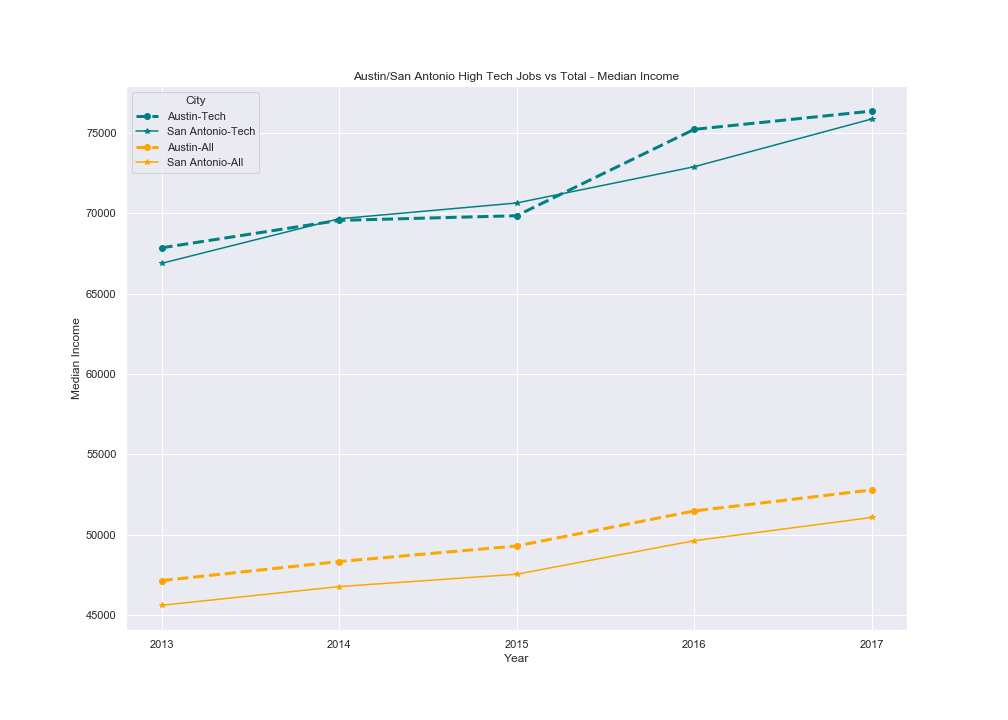 Austin/San Antonio High Tech Jobs vs Total - Median Income
City
Austin-Tech
San Antonio-Tech
Austin-All
San Antonio-All
Median Income
75000
70000
65000
60000
55000
50000
45000
2013 2014 2015 2016 2017
Year